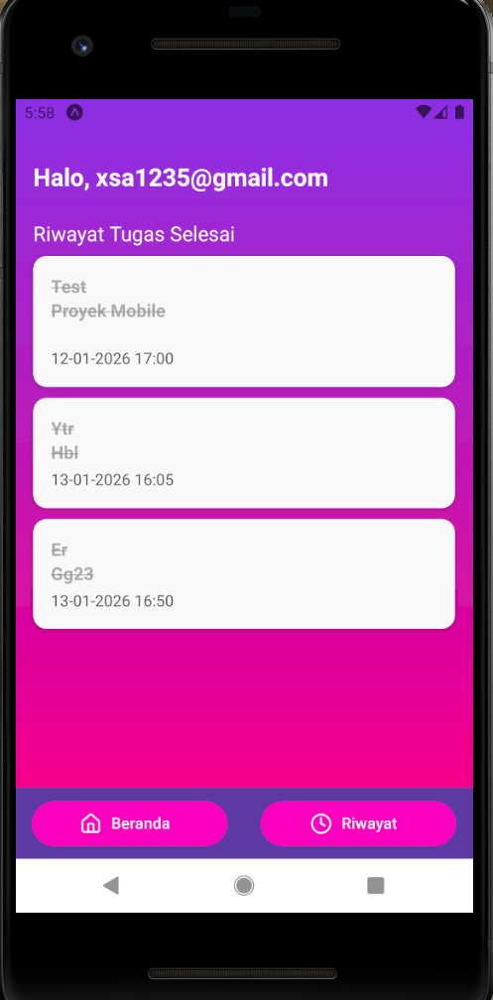 5:58
Halo, xsa1235@gmail.com
Riwayat Tugas Selesai
Test
Proyek Mobile
12-01-2026 17:00
Ytr
Hbl
13-01-2026 16:05
Er
Gg23
13-01-2026 16:50
Beranda
Riwayat